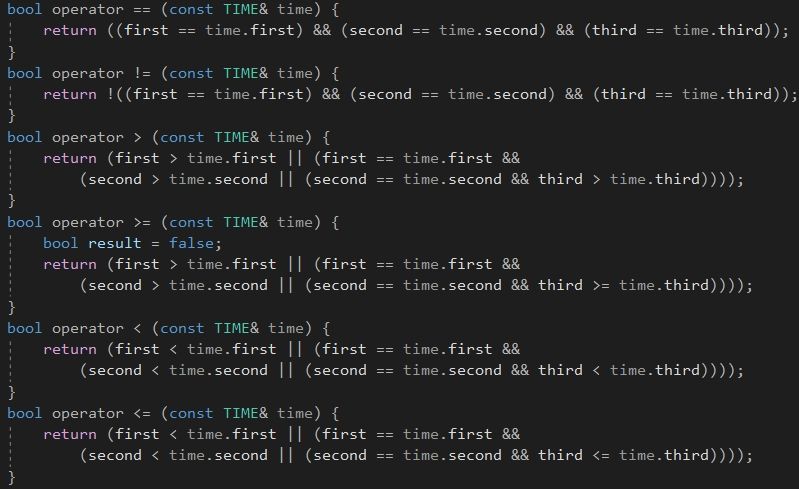 bool operator == (const TIME& time) {
return ((first == time.first) && (second == time.second) && (third == time.third));
}
bool operator != (const TIME& time) {
return !((first == time.first) && (second == time.second) && (third == time.third));
}
bool operator > (const TIME& time) {
return (first > time.first || (first == time.first &&
(second > time.second || (second == time.second && third > time.third))));
}
bool operator >= (const TIME& time) {
bool result = false;
return (first > time.first || (first == time.first &&
(second > time.second || (second == time.second && third >= time.third))));
}
bool operator < (const TIME& time) {
return (first < time.first || (first == time.first &&
(second < time.second || (second == time.second && third < time.third))));
}
bool operator <= (const TIME& time) {
return (first < time.first || (first == time.first &&
(second < time.second || (second == time.second && third <= time.third))));
}